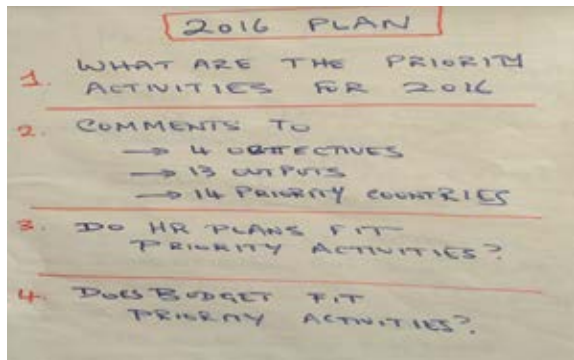 2016 PLAN
1. WHAT ARE THE PRIORITY
ACTIVITIES FOR 2016
2. COMMENTS TO
→ 4 OBJECTIVES
→ 13 OUTPUTS
→ 14 PRIORITY COUNTRIES
3. DO HR PLANS FIT
PRIORITY ACTIVITIES?
4. DOES BUDGET FIT
PRIORITY ACTIVITIES?